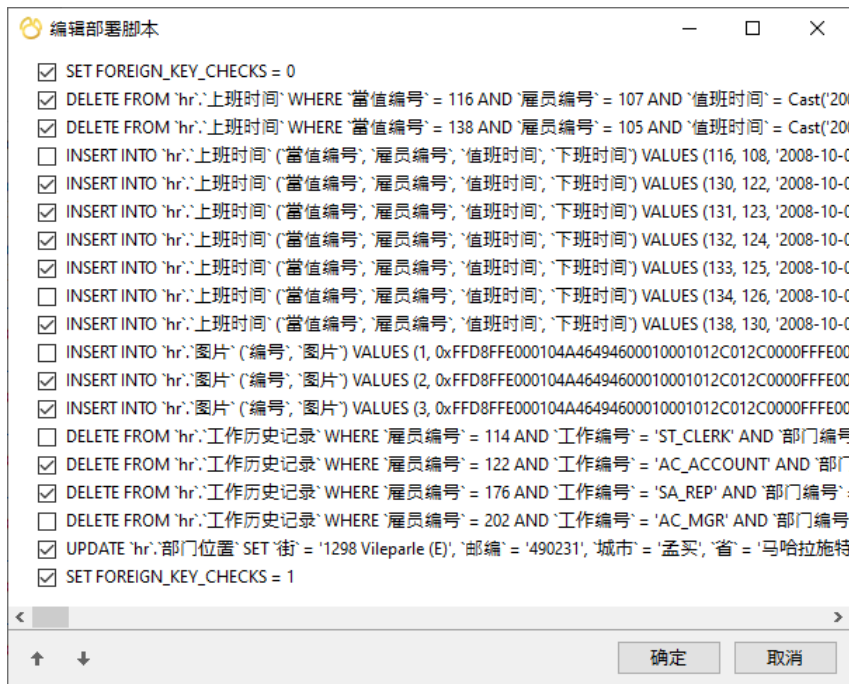 编辑部署脚本
SET FOREIGN_KEY_CHECKS = 0
DELETE FROM `hr`.`上班时间` WHERE `當值编号` = 116 AND `雇员编号` = 107 AND `值班时间` = Cast('200
DELETE FROM `hr`.`上班时间` WHERE `當值编号` = 138 AND `雇员编号` = 105 AND `值班时间` = Cast('200
INSERT INTO `hr`.`上班时间` (`當值编号`, `雇员编号`, `值班时间`, `下班时间`) VALUES (116, 108, '2008-10-0
INSERT INTO `hr`.`上班时间` (`當值编号`, `雇员编号`, `值班时间`, `下班时间`) VALUES (130, 122, '2008-10-0
INSERT INTO `hr`.`上班时间` (`當值编号`, `雇员编号`, `值班时间`, `下班时间`) VALUES (131, 123, '2008-10-0
INSERT INTO `hr`.`上班时间` (`當值编号`, `雇员编号`, `值班时间`, `下班时间`) VALUES (132, 124, '2008-10-0
INSERT INTO `hr`.`上班时间` (`當值编号`, `雇员编号`, `值班时间`, `下班时间`) VALUES (133, 125, '2008-10-0
INSERT INTO `hr`.`上班时间` (`當值编号`, `雇员编号`, `值班时间`, `下班时间`) VALUES (134, 126, '2008-10-0
INSERT INTO `hr`.`上班时间` (`當值编号`, `雇员编号`, `值班时间`, `下班时间`) VALUES (138, 130, '2008-10-0
INSERT INTO `hr`.`图片` (`编号`, `图片`) VALUES (1, 0xFFD8FFE000104A46494600010001012C012C0000FFFE00
INSERT INTO `hr`.`图片` (`编号`, `图片`) VALUES (2, 0xFFD8FFE000104A46494600010001012C012C0000FFFE00
INSERT INTO `hr`.`图片` (`编号`, `图片`) VALUES (3, 0xFFD8FFE000104A46494600010001012C012C0000FFFE00
DELETE FROM `hr`.`工作历史记录` WHERE `雇员编号` = 114 AND `工作编号` = 'ST_CLERK' AND `部门编号
DELETE FROM `hr`.`工作历史记录` WHERE `雇员编号` = 122 AND `工作编号` = 'AC_ACCOUNT' AND `部门
DELETE FROM `hr`.`工作历史记录` WHERE `雇员编号` = 176 AND `工作编号` = 'SA_REP' AND `部门编号` =
DELETE FROM `hr`.`工作历史记录` WHERE `雇员编号` = 202 AND `工作编号` = 'AC_MGR' AND `部门编号
UPDATE `hr`.`部门位置` SET `街` = '1298 Vileparle (E)', `邮编` = '490231', `城市` = '孟买', `省` = '马哈拉施特
SET FOREIGN_KEY_CHECKS = 1
确定 取消